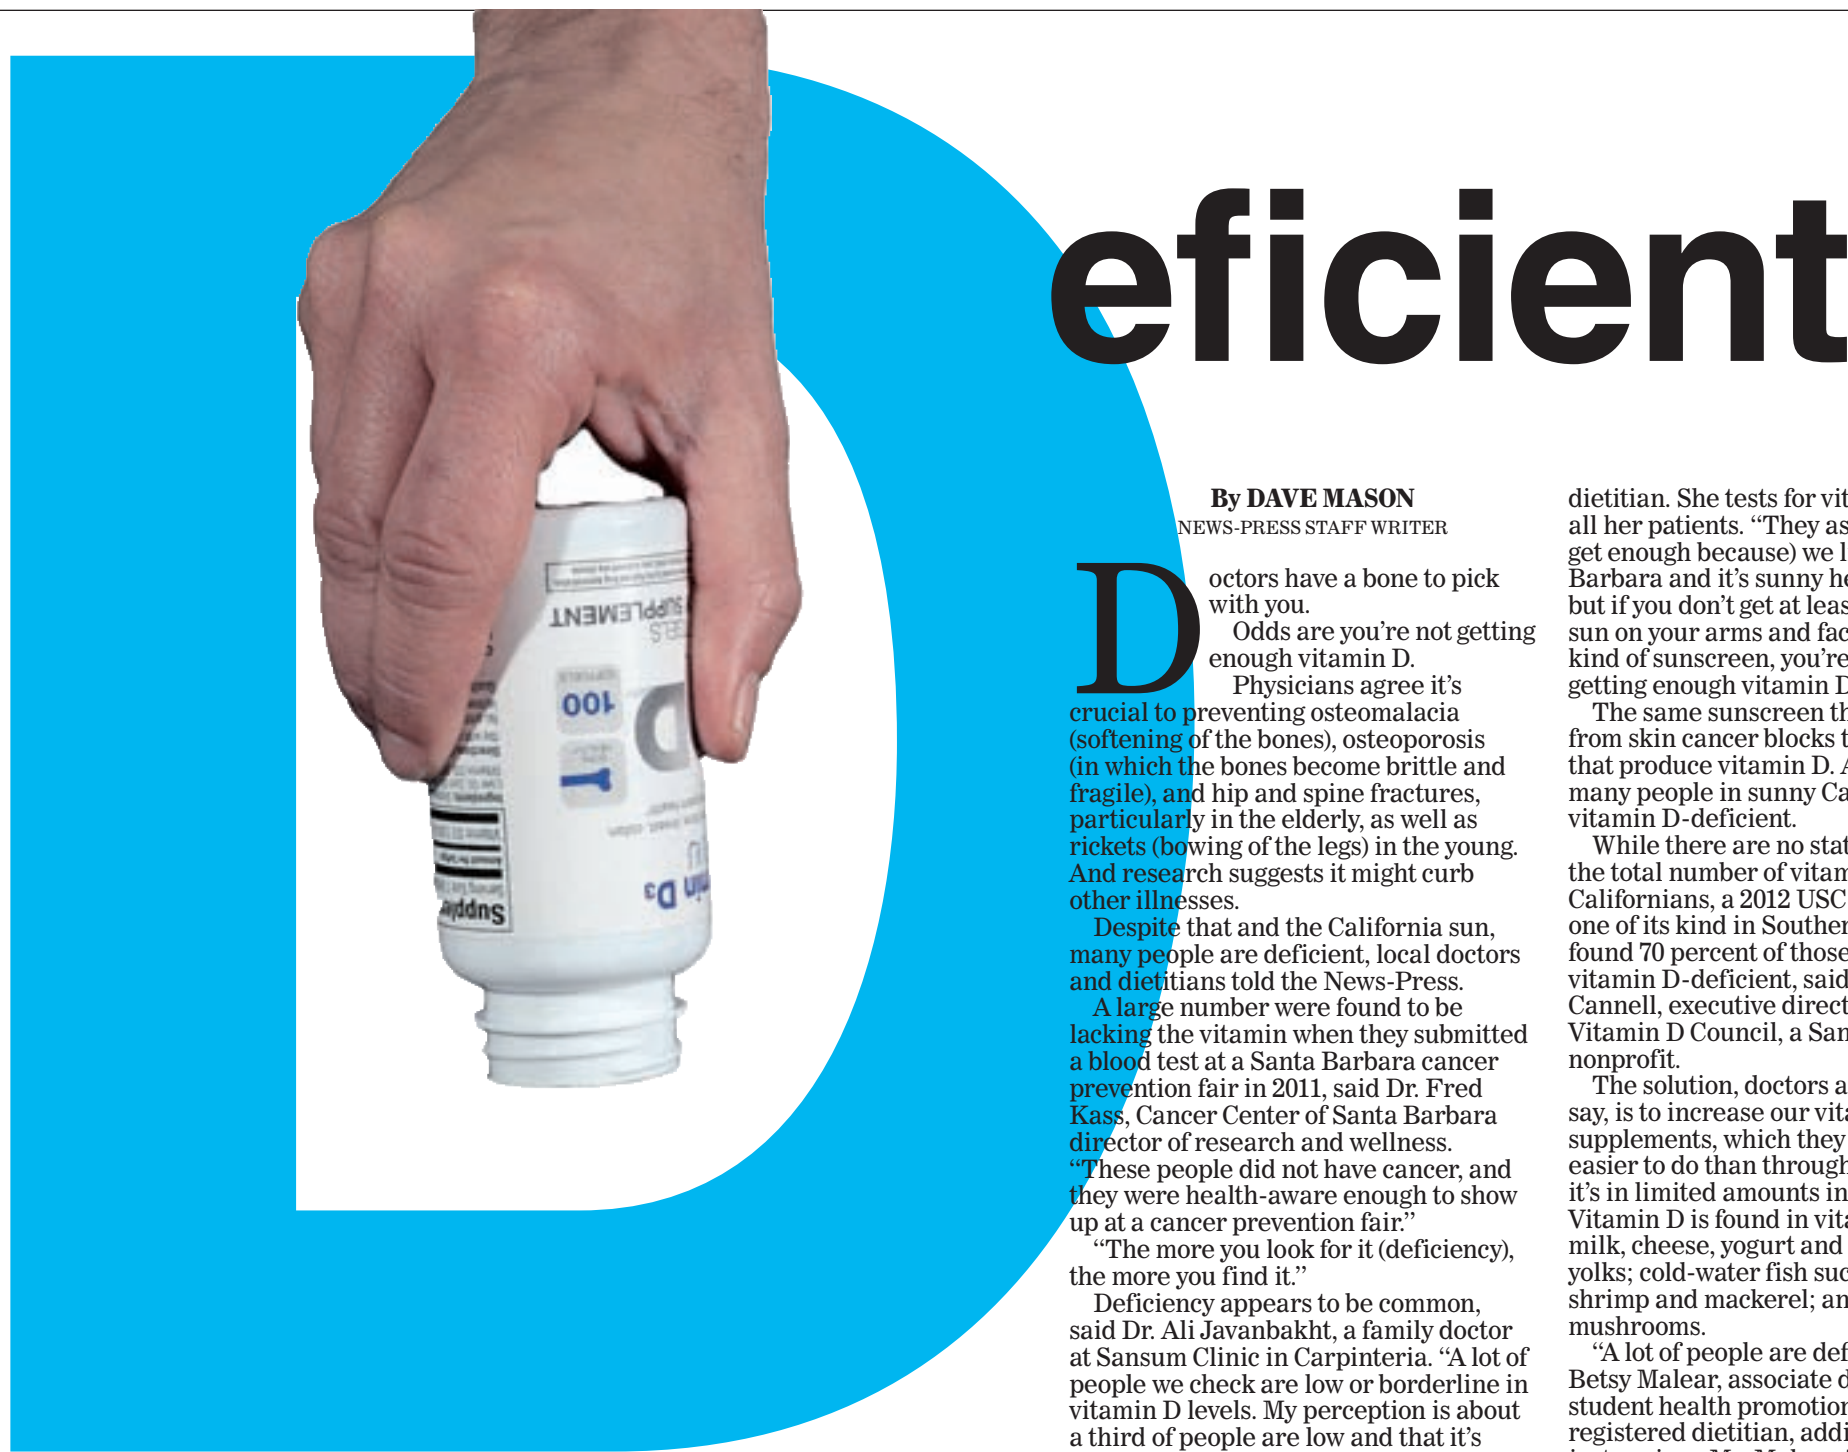 Deficient
By DAVE MASON
NEWS-PRESS STAFF WRITER
Doctors have a bone to pick
with you.
Odds are you’re not getting
enough vitamin D.
Physicians agree it’s
crucial to preventing osteomalacia
(softening of the bones), osteoporosis
(in which the bones become brittle and
fragile), and hip and spine fractures,
particularly in the elderly, as well as
rickets (bowing of the legs) in the young.
And research suggests it might curb
other illnesses.
Despite that and the California sun,
many people are deficient, local doctors
and dietitians told the News-Press.
A large number were found to be
lacking the vitamin when they submitted
a blood test at a Santa Barbara cancer
prevention fair in 2011, said Dr. Fred
Kass, Cancer Center of Santa Barbara
director of research and wellness.
“These people did not have cancer, and
they were health-aware enough to show
up at a cancer prevention fair.”
“The more you look for it (deficiency),
the more you find it.”
Deficiency appears to be common,
said Dr. Ali Javanbakht, a family doctor
at Sansum Clinic in Carpinteria. “A lot of
people we check are low or borderline in
vitamin D levels. My perception is about
a third of people are low and that it’s
dietitian. She tests for vit
all her patients. “They as
get enough because) we l
Barbara and it’s sunny he
but if you don’t get at leas
sun on your arms and fac
kind of sunscreen, you’re
getting enough vitamin D
The same sunscreen th
from skin cancer blocks t
that produce vitamin D. A
many people in sunny Ca
vitamin D-deficient.
While there are no stat
the total number of vitam
Californians, a 2012 USC
one of its kind in Souther
found 70 percent of those
vitamin D-deficient, said
Cannell, executive direct
Vitamin D Council, a San
nonprofit.
The solution, doctors a
say, is to increase our vita
supplements, which they
easier to do than through
it’s in limited amounts in
Vitamin D is found in vita
milk, cheese, yogurt and
yolks; cold-water fish suc
shrimp and mackerel; an
mushrooms.
“A lot of people are def
Betsy Malear, associate d
student health promotion
registered dietitian, addi
SUPPLEMENT
100
D
min D3
Supple